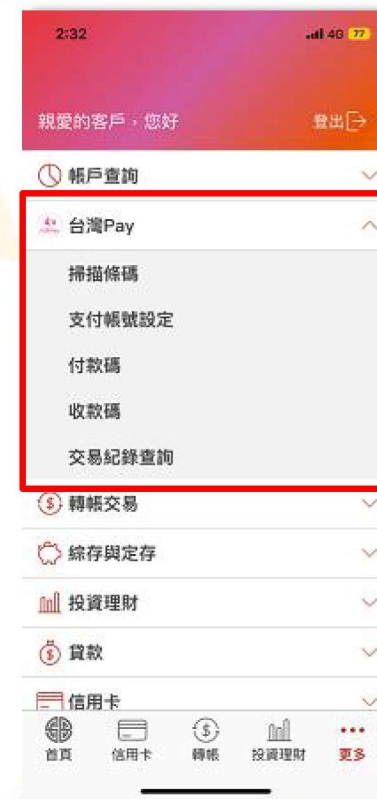 2:32 4G 77
親愛的客戶,您好 登出
帳戶查詢
台灣Pay
掃描條碼
支付帳號設定
付款碼
收款碼
交易紀錄查詢
轉帳交易
綜存與定存
投資理財
貸款
信用卡
首頁 信用卡 轉帳 投資理財 更多